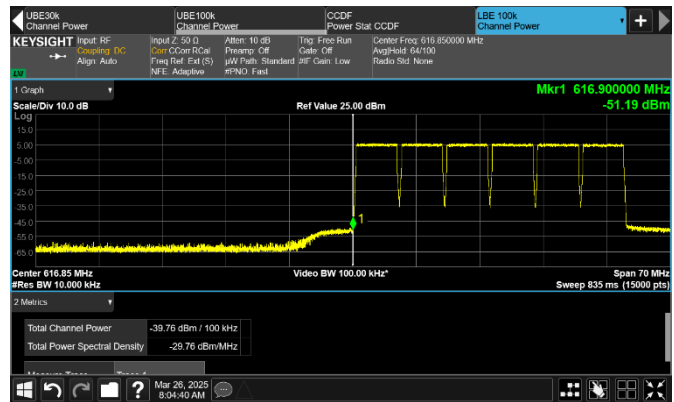 UBE30k
Channel Power
UBE100k
Channel Power
CCDF
Power Stat CCDF
LBE 100k
Channel Power
KEYSIGHT
Input: RF
Coupling: DC
Align: Auto
LXI
Input Z: 50 Ω
Corr CCorr RCal
Freq Ref: Ext (S)
NFE: Adaptive
Atten: 10 dB
Preamp: Off
µW Path: Standard
#PNO: Fast
Trig: Free Run
Gate: Off
#IF Gain: Low
Center Freq: 616.850000 MHz
Avg|Hold: 64/100
Radio Std: None
1 Graph
Mkr1 616.900000 MHz
Scale/Div 10.0 dB
Ref Value 25.00 dBm
-51.19 dBm
Log
15.0
5.00
-5.00
-15.0
-25.0
-35.0
-45.0
-55.0
-65.0
1
Center 616.85 MHz
Video BW 100.00 kHz*
Span 70 MHz
#Res BW 10.000 kHz
Sweep 835 ms (15000 pts)
2 Metrics
Total Channel Power
-39.76 dBm / 100 kHz
Total Power Spectral Density
-29.76 dBm/MHz
?
Mar 26, 2025
8:04:40 AM